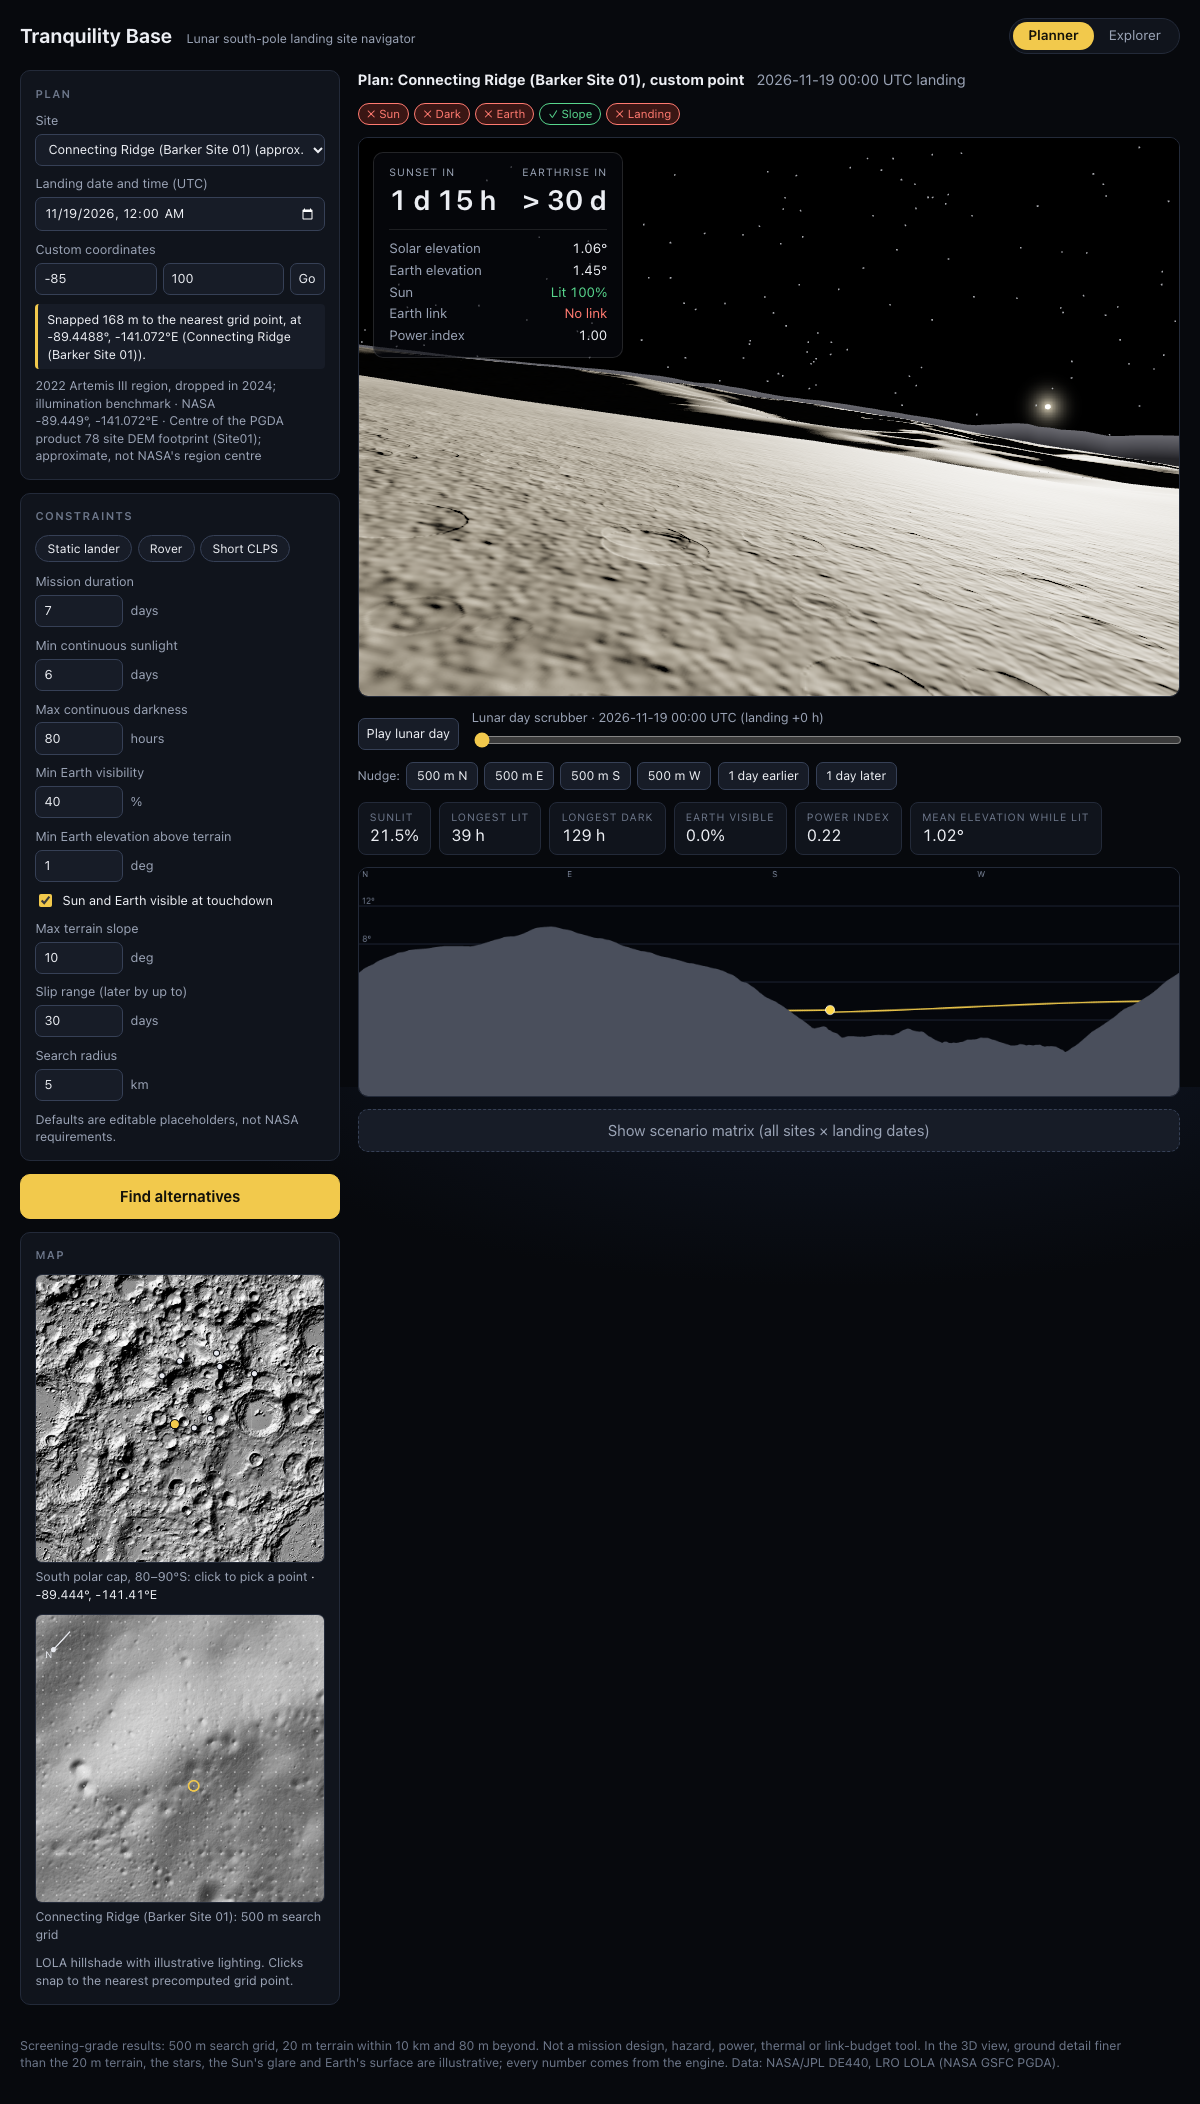 Tranquility Base
Lunar south-pole landing site navigator
Planner
Explorer
PLAN
Site
Connecting Ridge (Barker Site 01) (approx.
Landing date and time (UTC)
11/19/2026, 12:00 AM
Custom coordinates
-85
100
Go
Snapped 168 m to the nearest grid point, at
-89.4488°, -141.072°E (Connecting Ridge
(Barker Site 01)).
2022 Artemis III region, dropped in 2024;
illumination benchmark · NASA
-89.449°, -141.072°E · Centre of the PGDA
product 78 site DEM footprint (Site01);
approximate, not NASA's region centre
CONSTRAINTS
Static lander
Rover
Short CLPS
Mission duration
7 days
Min continuous sunlight
6 days
Max continuous darkness
80 hours
Min Earth visibility
40 %
Min Earth elevation above terrain
1 deg
Sun and Earth visible at touchdown
Max terrain slope
10 deg
Slip range (later by up to)
30 days
Search radius
5 km
Defaults are editable placeholders, not NASA
requirements.
Find alternatives
MAP
South polar cap, 80–90°S: click to pick a point ·
-89.444°, -141.41°E
N
Connecting Ridge (Barker Site 01): 500 m search
grid
LOLA hillshade with illustrative lighting. Clicks
snap to the nearest precomputed grid point.
Plan: Connecting Ridge (Barker Site 01), custom point
2026-11-19 00:00 UTC landing
✕ Sun
✕ Dark
✕ Earth
✓ Slope
✕ Landing
SUNSET IN
1 d 15 h
EARTHRISE IN
> 30 d
Solar elevation 1.06°
Earth elevation 1.45°
Sun Lit 100%
Earth link No link
Power index 1.00
Play lunar day
Lunar day scrubber · 2026-11-19 00:00 UTC (landing +0 h)
Nudge:
500 m N
500 m E
500 m S
500 m W
1 day earlier
1 day later
SUNLIT
21.5%
LONGEST LIT
39 h
LONGEST DARK
129 h
EARTH VISIBLE
0.0%
POWER INDEX
0.22
MEAN ELEVATION WHILE LIT
1.02°
N
E
S
W
12°
8°
Show scenario matrix (all sites × landing dates)
Screening-grade results: 500 m search grid, 20 m terrain within 10 km and 80 m beyond. Not a mission design, hazard, power, thermal or link-budget tool. In the 3D view, ground detail finer
than the 20 m terrain, the stars, the Sun's glare and Earth's surface are illustrative; every number comes from the engine. Data: NASA/JPL DE440, LRO LOLA (NASA GSFC PGDA).